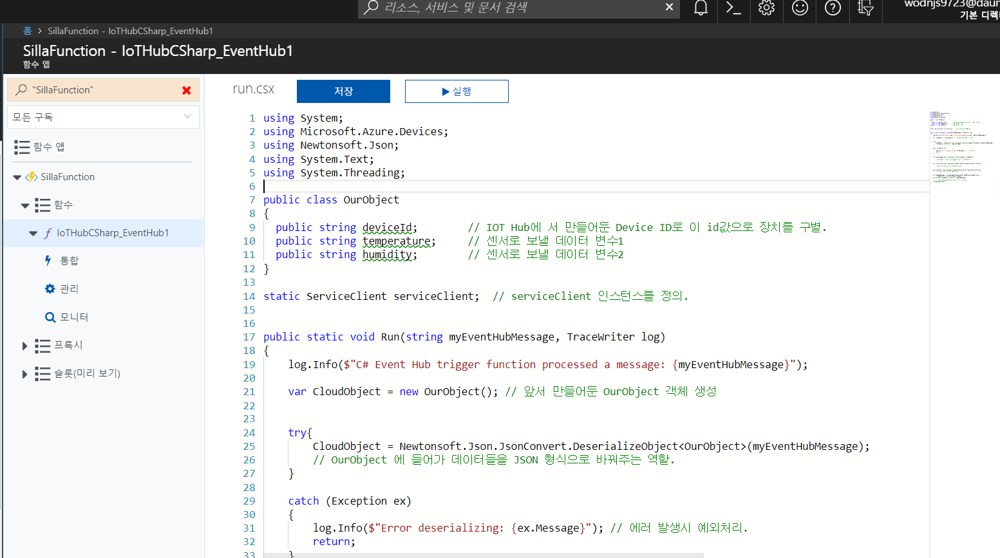 리소스, 서비스 및 문서 검색
wodnjs9723@daum
기본 디렉
홈 > SillaFunction - IoTHubCSharp_EventHub1
SillaFunction - IoTHubCSharp_EventHub1
함수 앱
"SillaFunction"
모든 구독
함수 앱
SillaFunction
함수
IoTHubCSharp_EventHub1
통합
관리
모니터
프록시
슬롯(미리 보기)
run.csx
저장
실행
1 using System;
2 using Microsoft.Azure.Devices;
3 using Newtonsoft.Json;
4 using System.Text;
5 using System.Threading;
6
7 public class OurObject
8 {
9 public string deviceId; // IOT Hub에 서 만들어둔 Device ID로 이 id값으로 장치를 구별.
10 public string temperature; // 센서로 보낼 데이터 변수1
11 public string humidity; // 센서로 보낼 데이터 변수2
12 }
13
14 static ServiceClient serviceClient; // serviceClient 인스턴스를 정의.
15
16
17 public static void Run(string myEventHubMessage, TraceWriter log)
18 {
19 log.Info($"C# Event Hub trigger function processed a message: {myEventHubMessage}");
20
21 var CloudObject = new OurObject(); // 앞서 만들어둔 OurObject 객체 생성
22
23
24 try{
25 CloudObject = Newtonsoft.Json.JsonConvert.DeserializeObject<OurObject>(myEventHubMessage);
26 // OurObject 에 들어가 데이터들을 JSON 형식으로 바꿔주는 역할.
27 }
28
29 catch (Exception ex)
30 {
31 log.Info($"Error deserializing: {ex.Message}"); // 에러 발생시 예외처리.
32 return;
33 }